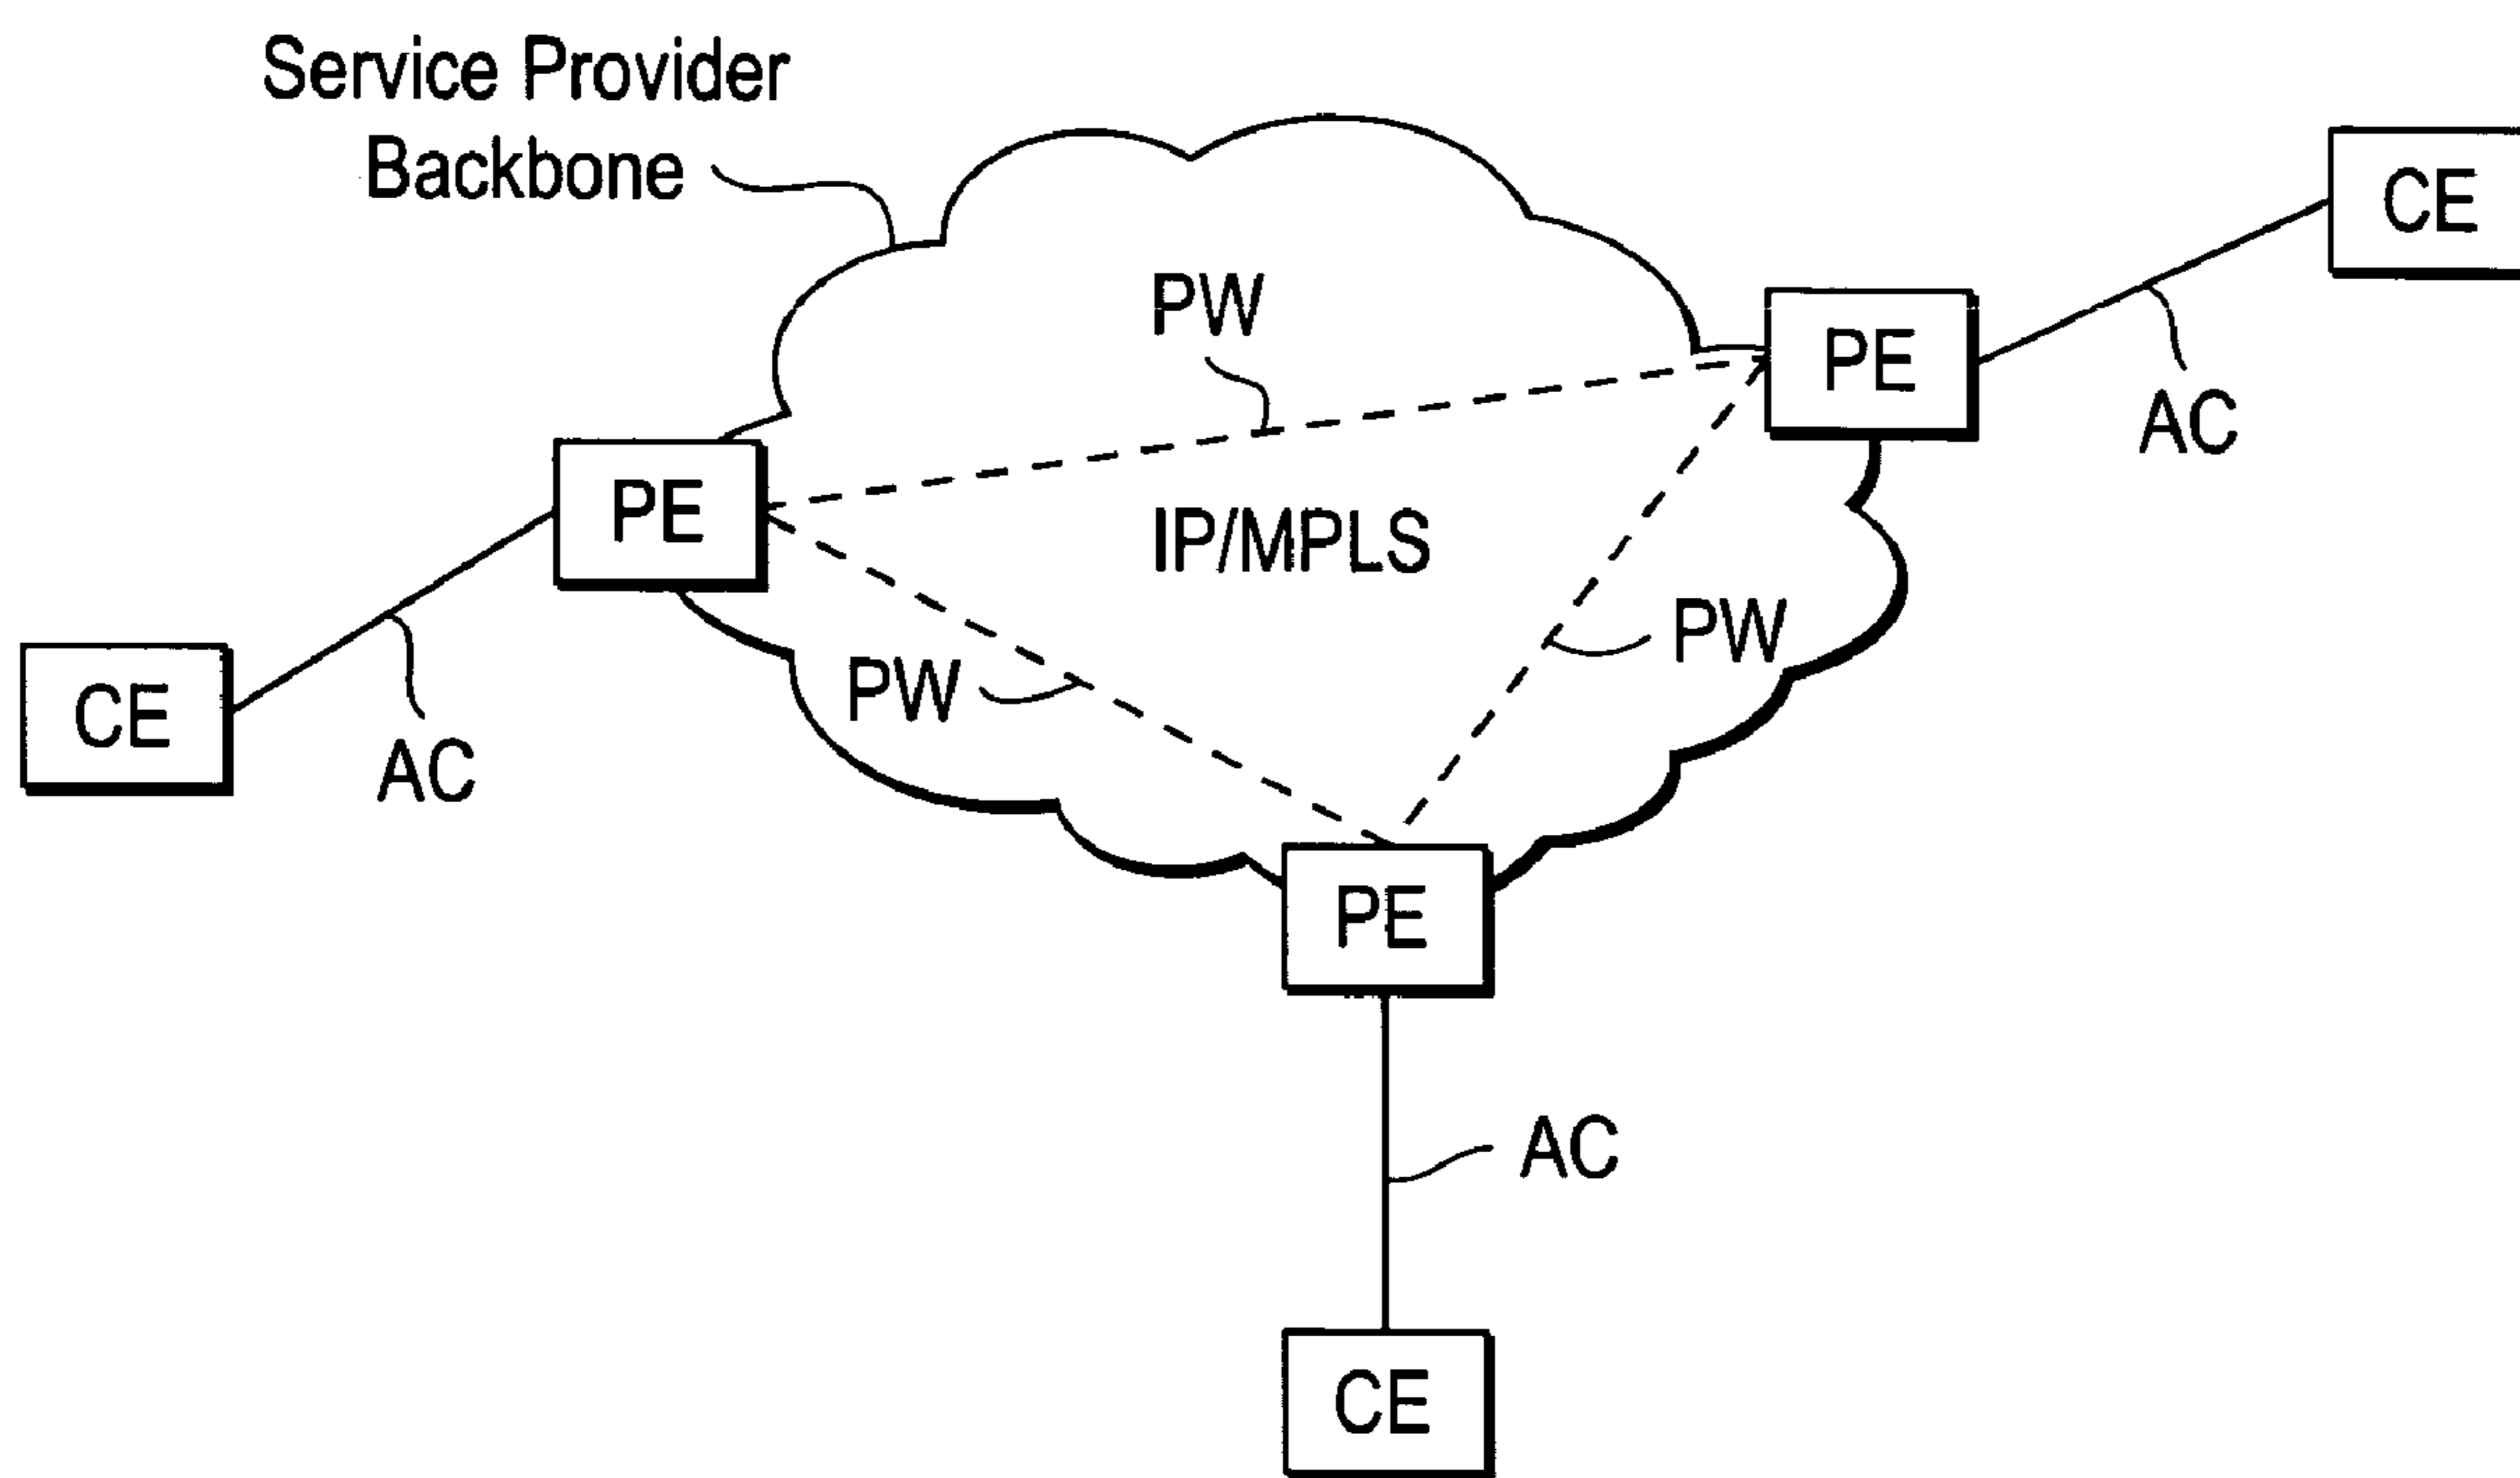 Service Provider
Backbone
CE
PW
PE
AC
PE
IP/MPLS
PW
PW
CE
AC
PE
AC
CE